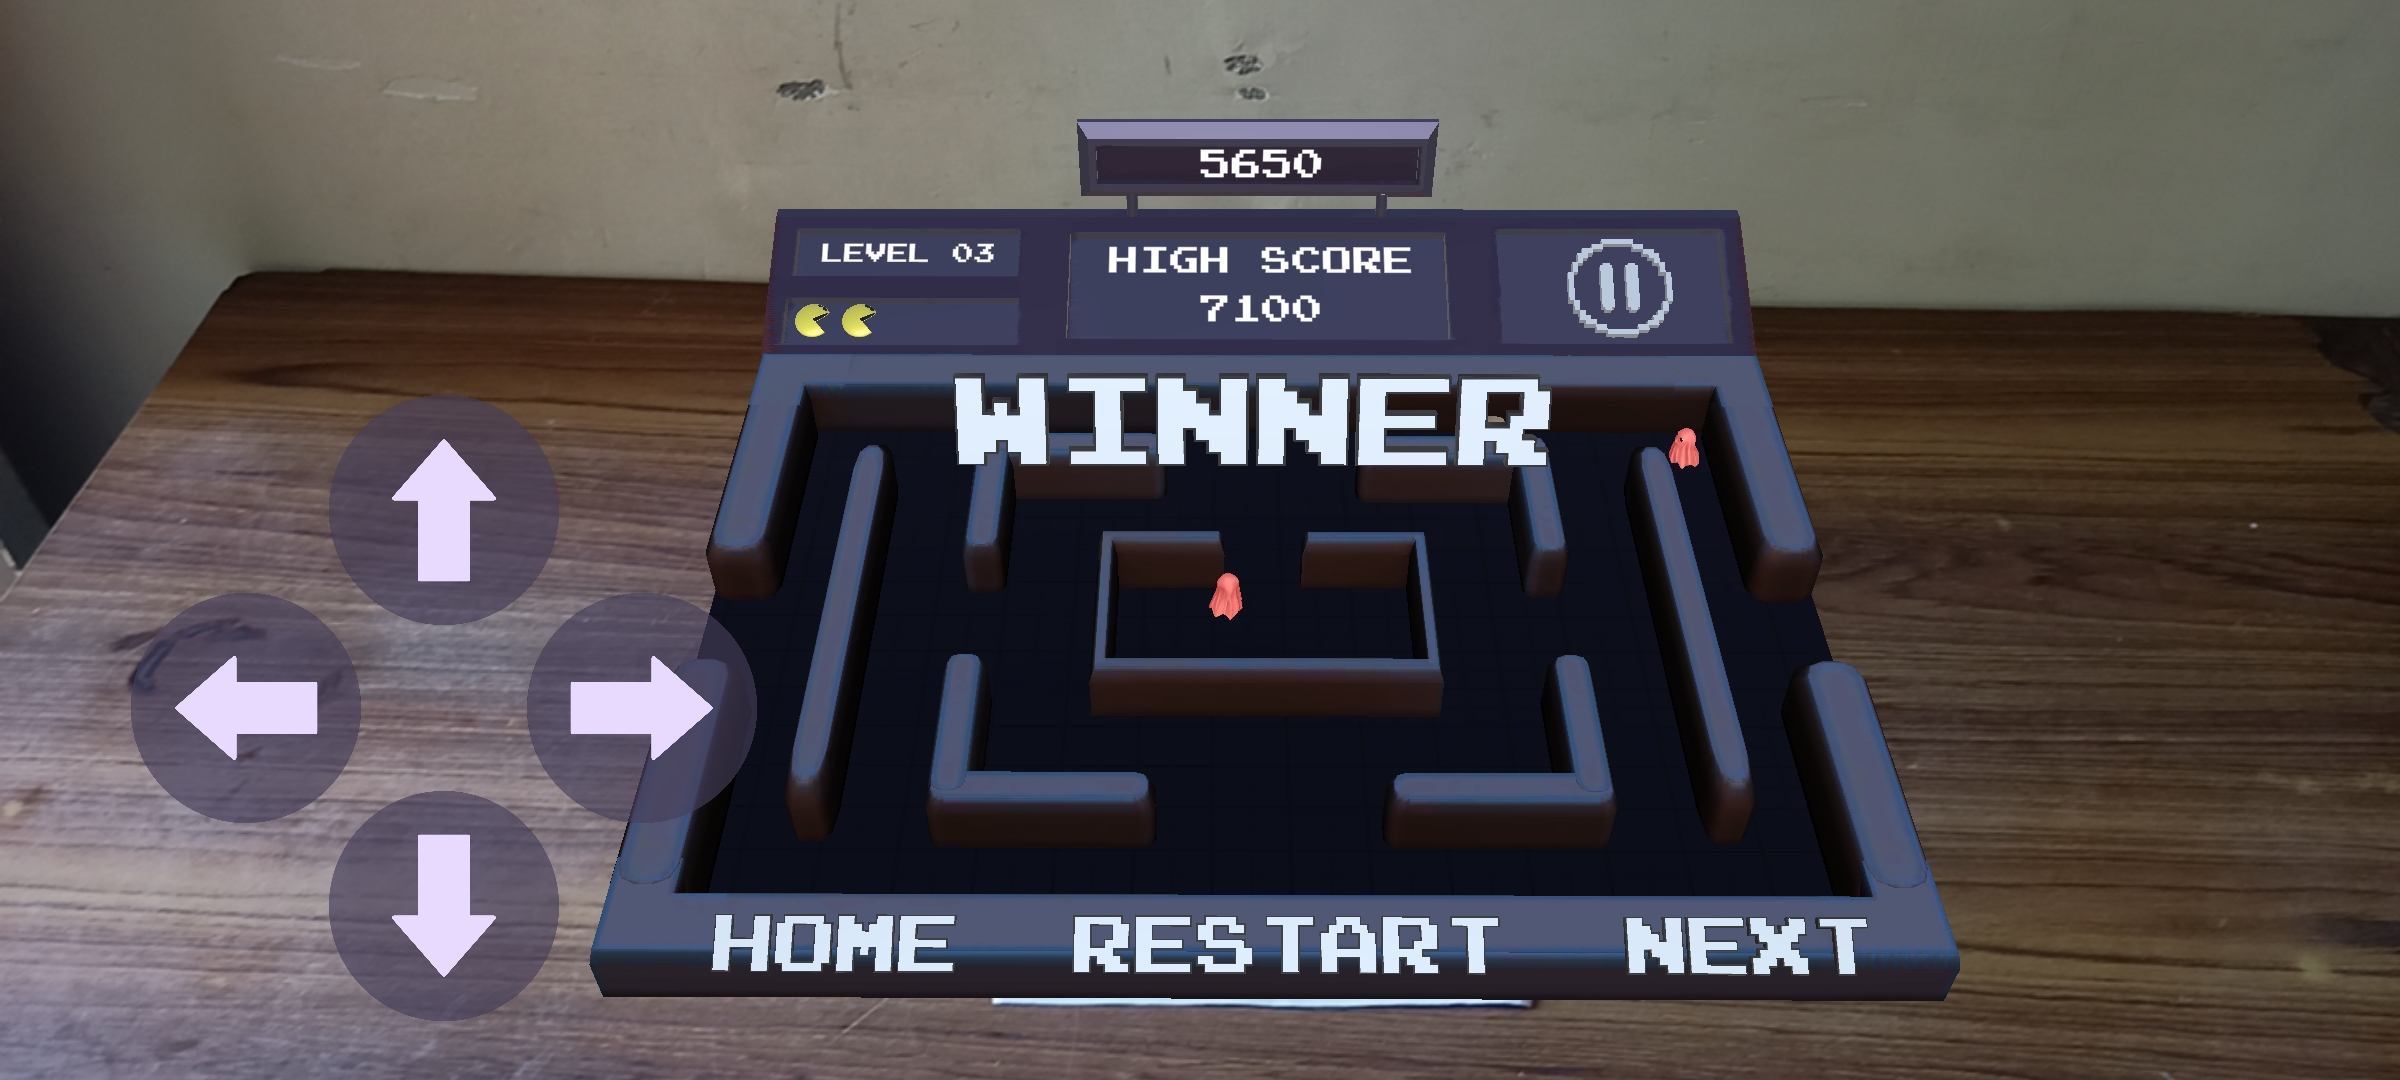 5650
LEVEL 03
HIGH SCORE
7100
WINNER
HOME RESTART NEXT